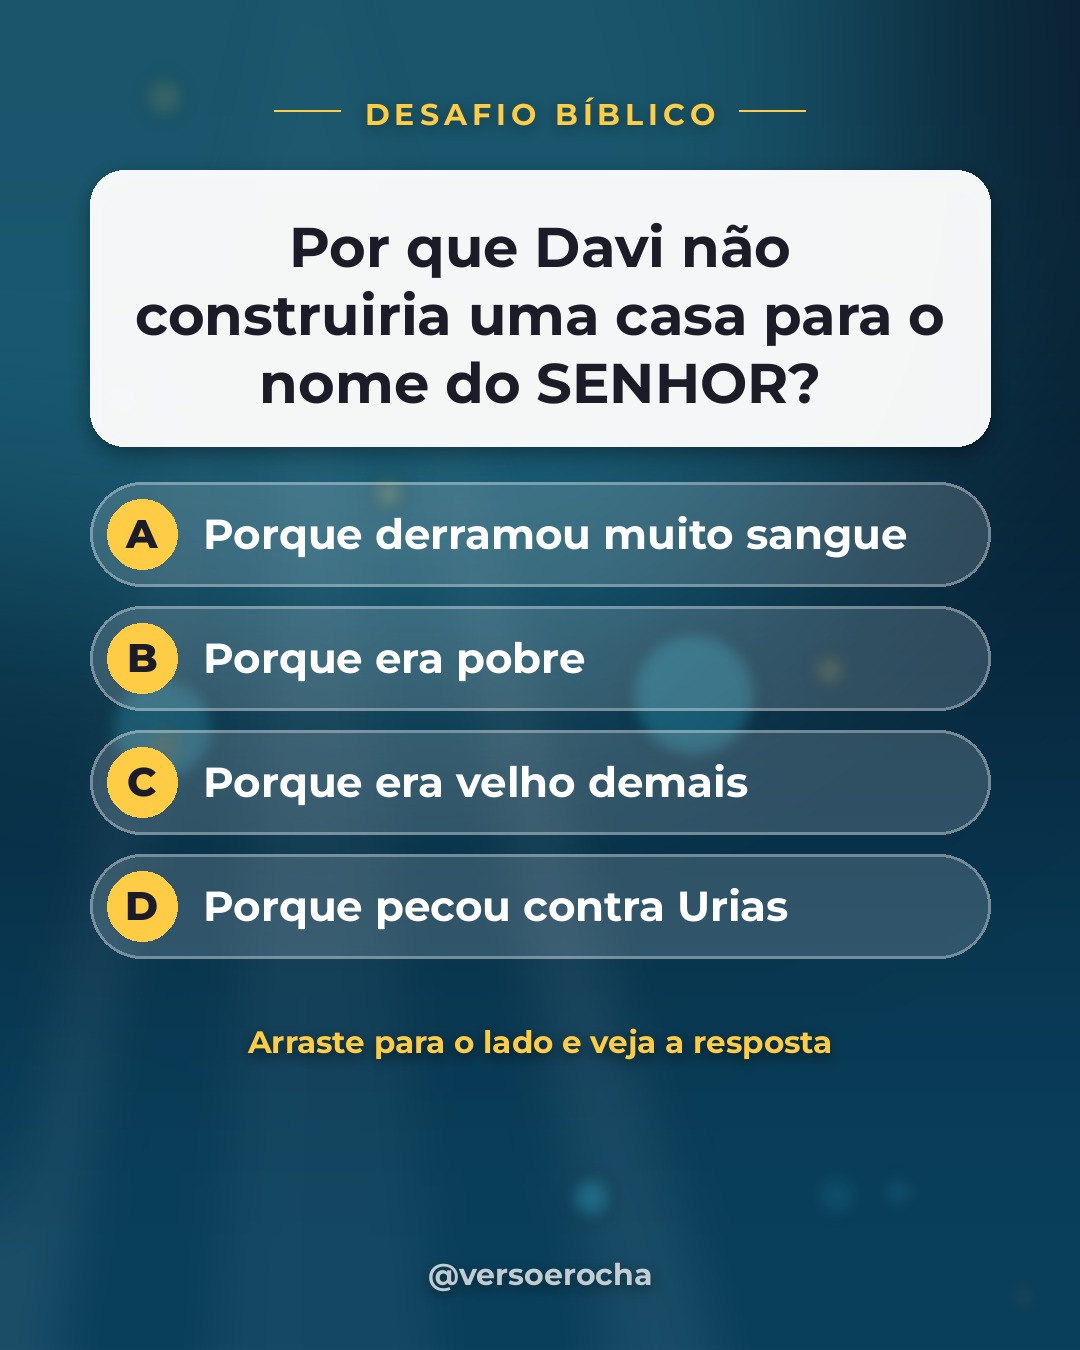 DESAFIO BÍBLICO
Por que Davi não
construiria uma casa para o
nome do SENHOR?
A Porque derramou muito sangue
B Porque era pobre
C Porque era velho demais
D Porque pecou contra Urias
Arraste para o lado e veja a resposta
@versoerocha